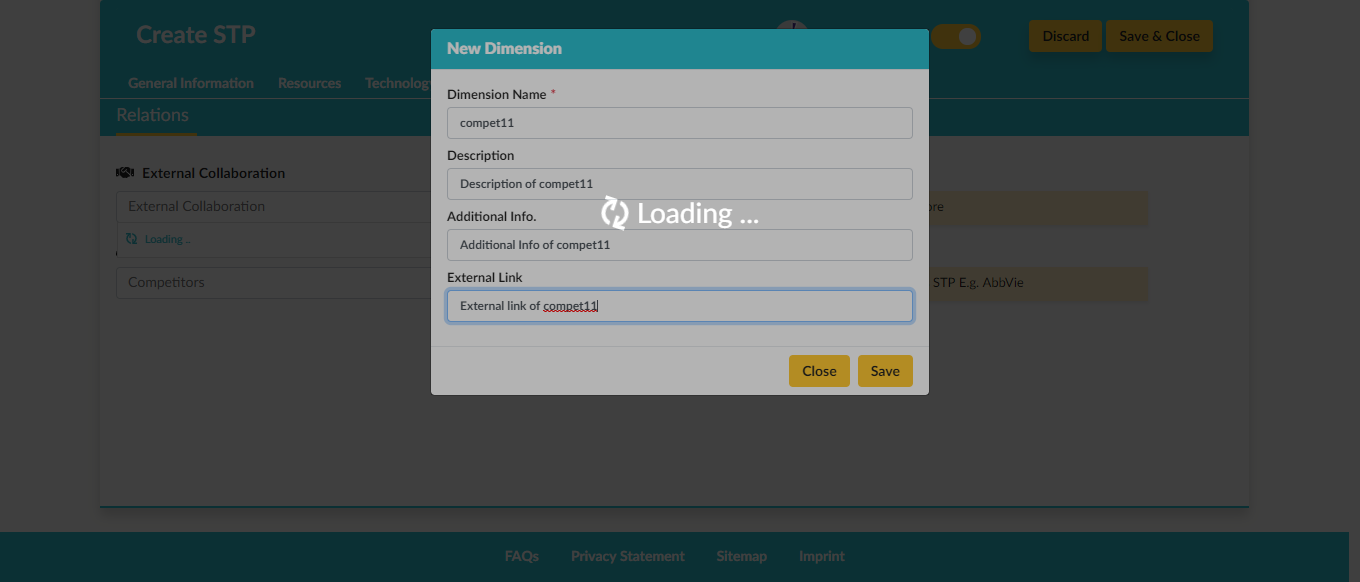 Create STP
Discard
Save & Close
New Dimension
General Information
Resources
Relations
Dimension Name *
compet11
Description
Description of compet11
Additional Info.
Additional Info of compet11
External Link
External link of compet11
Loading ...
Close
Save
External Collaboration
External Collaboration
Loading ..
Competitors
STP E.g. AbbVie
FAQs
Privacy Statement
Sitemap
Imprint